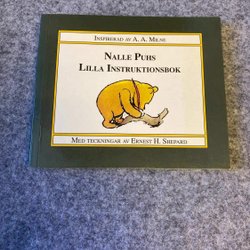 Inspirerad av A. A. Milne
Nalle Puhs
Lilla Instruktionsbok
Med teckningar av Ernest H. Shepard